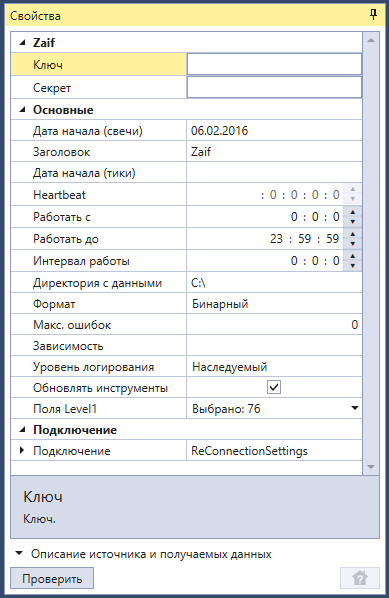 Свойства
Zaif
Ключ
Секрет
Основные
Дата начала (свечи) 06.02.2016
Заголовок Zaif
Дата начала (тики)
Heartbeat : 0 : 0 : 0 : 0
Работать с 0 : 0 : 0
Работать до 23 : 59 : 59
Интервал работы 0 : 0 : 0
Директория с данными C:\
Формат Бинарный
Макс. ошибок 0
Зависимость
Уровень логирования Наследуемый
Обновлять инструменты
Поля Level1 Выбрано: 76
Подключение
Подключение ReConnectionSettings
Ключ
Ключ.
Описание источника и получаемых данных
Проверить